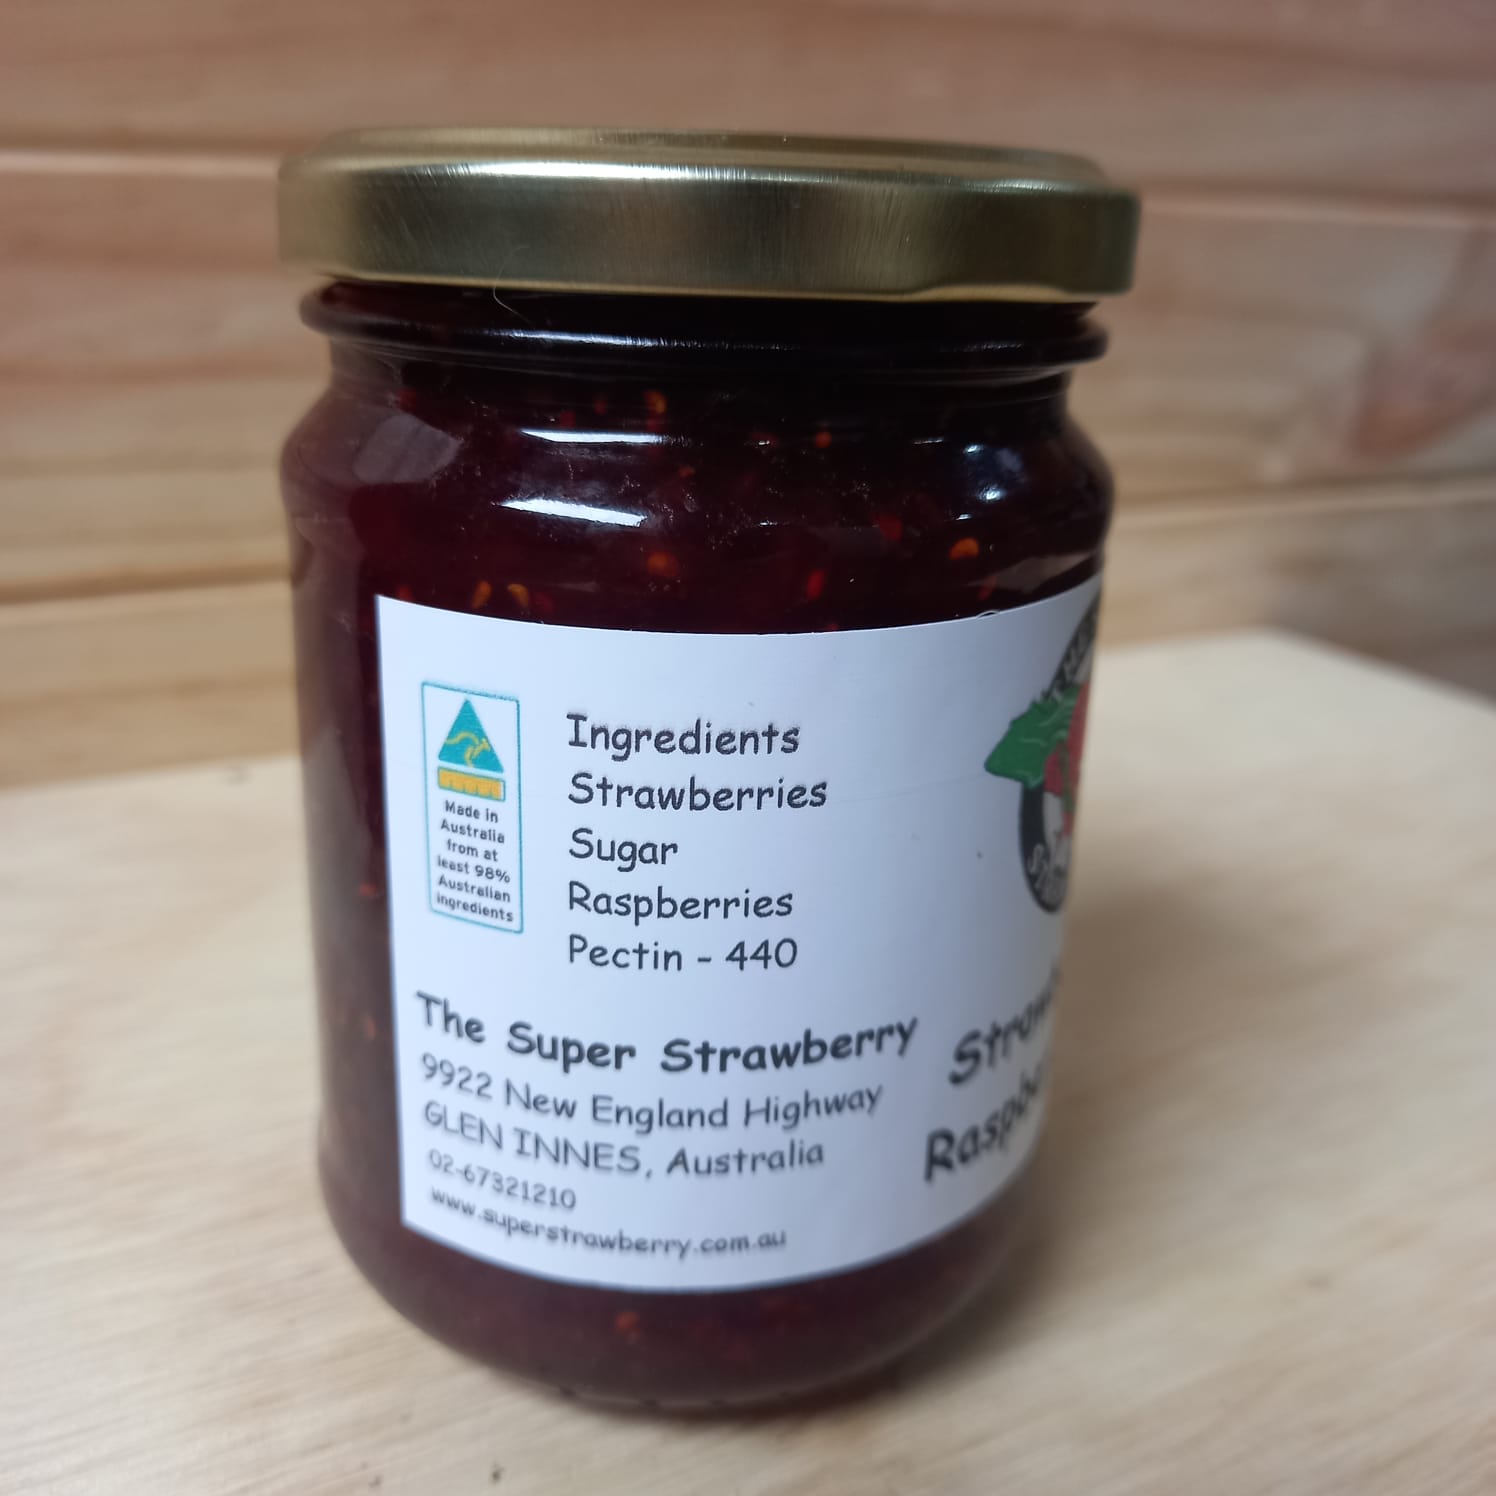 Made in
Australia
from at
least 98%
Australian
ingredients
Ingredients
Strawberries
Sugar
Raspberries
Pectin - 440
The Super Strawberry
9922 New England Highway
GLEN INNES, Australia
02-67321210
www.superstrawberry.com.au